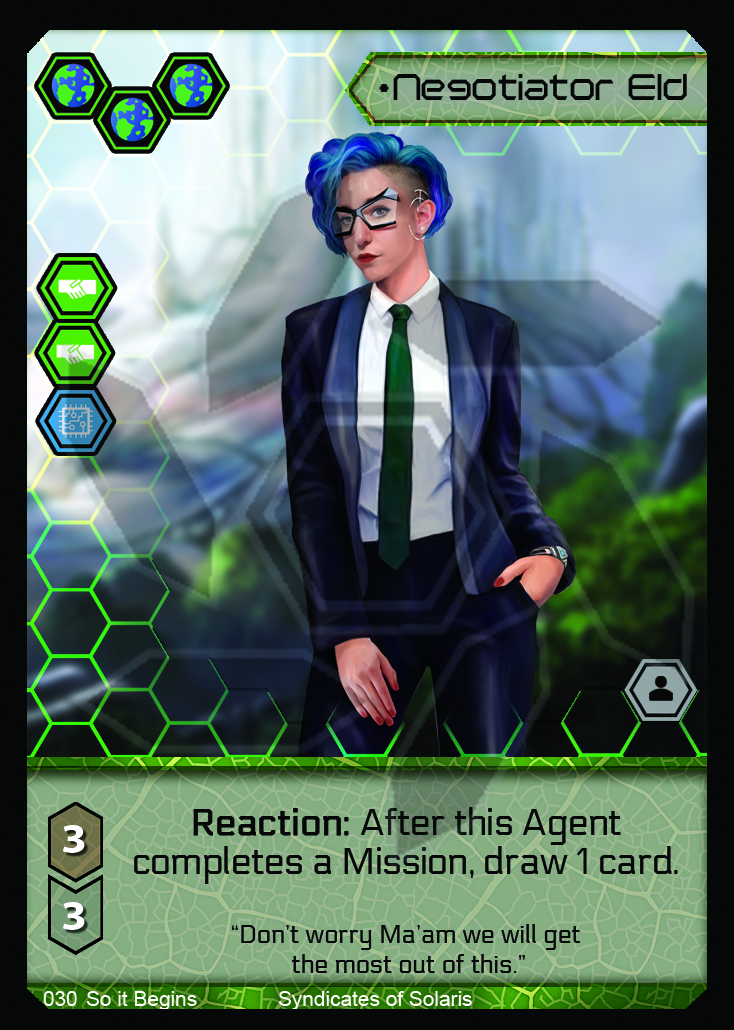 •Negotiator Eld
Reaction: After this Agent
completes a Mission, draw 1 card.
3
3
“Don’t worry Ma’am we will get
the most out of this.”
030 So it Begins Syndicates of Solaris